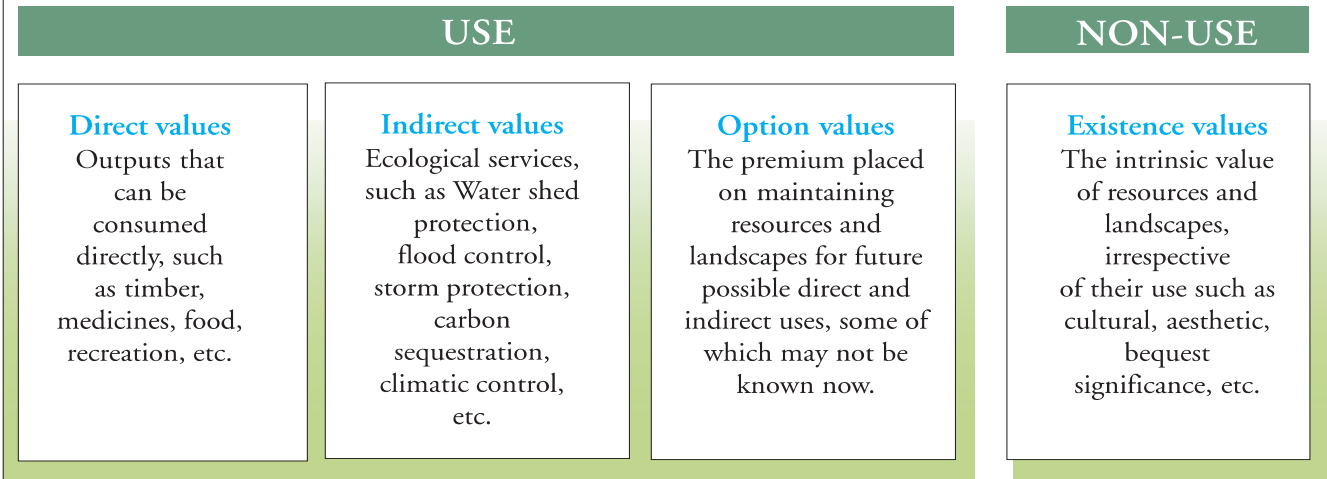 USE
NON-USE
Direct values
Outputs that
can be
consumed
directly, such
as timber,
medicines, food,
recreation, etc.
Indirect values
Ecological services,
such as Water shed
protection,
flood control,
storm protection,
carbon
sequestration,
climatic control,
etc.
Option values
The premium placed
on maintaining
resources and
landscapes for future
possible direct and
indirect uses, some of
which may not be
known now.
Existence values
The intrinsic value
of resources and
landscapes,
irrespective
of their use such as
cultural, aesthetic,
bequest
significance, etc.